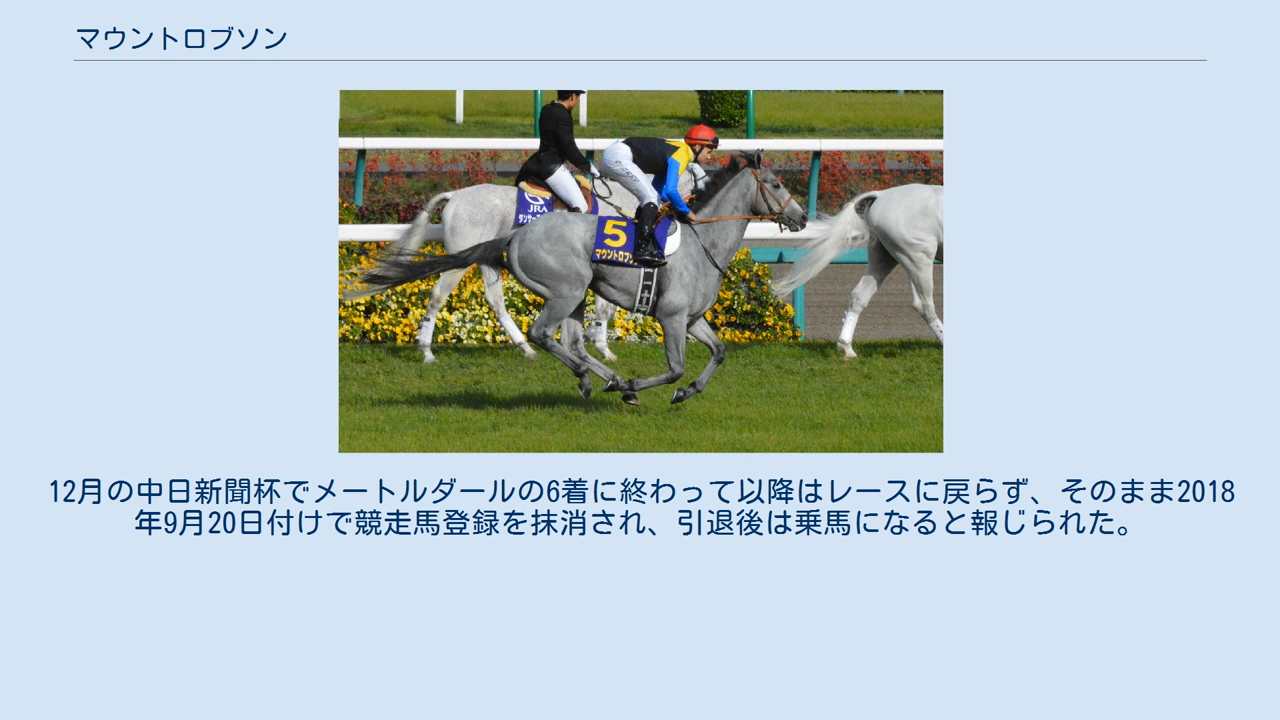 マウントロブソン
JRA
5
マウントロブソ
12月の中日新聞杯でメートルダールの6着に終わって以降はレースに戻らず、そのまま2018
年9月20日付けで競走馬登録を抹消され、引退後は乗馬になると報じられた。